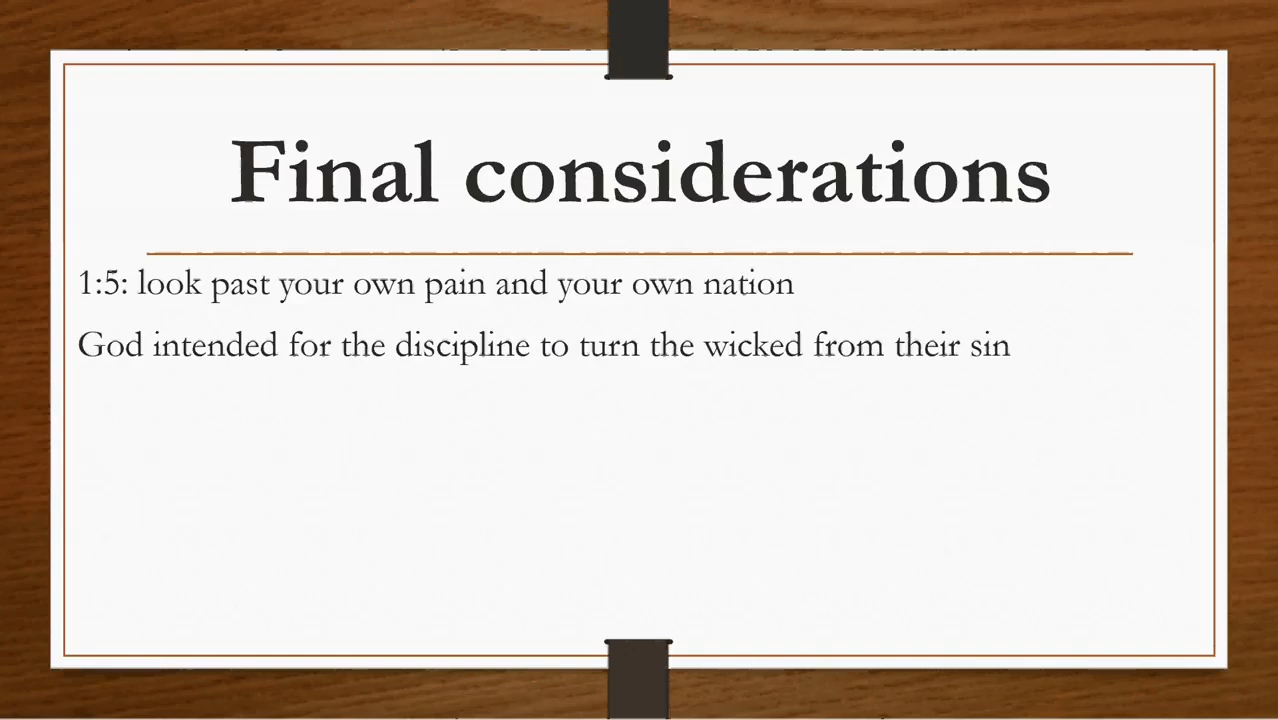 Final considerations
1:5: look past your own pain and your own nation
God intended for the discipline to turn the wicked from their sin